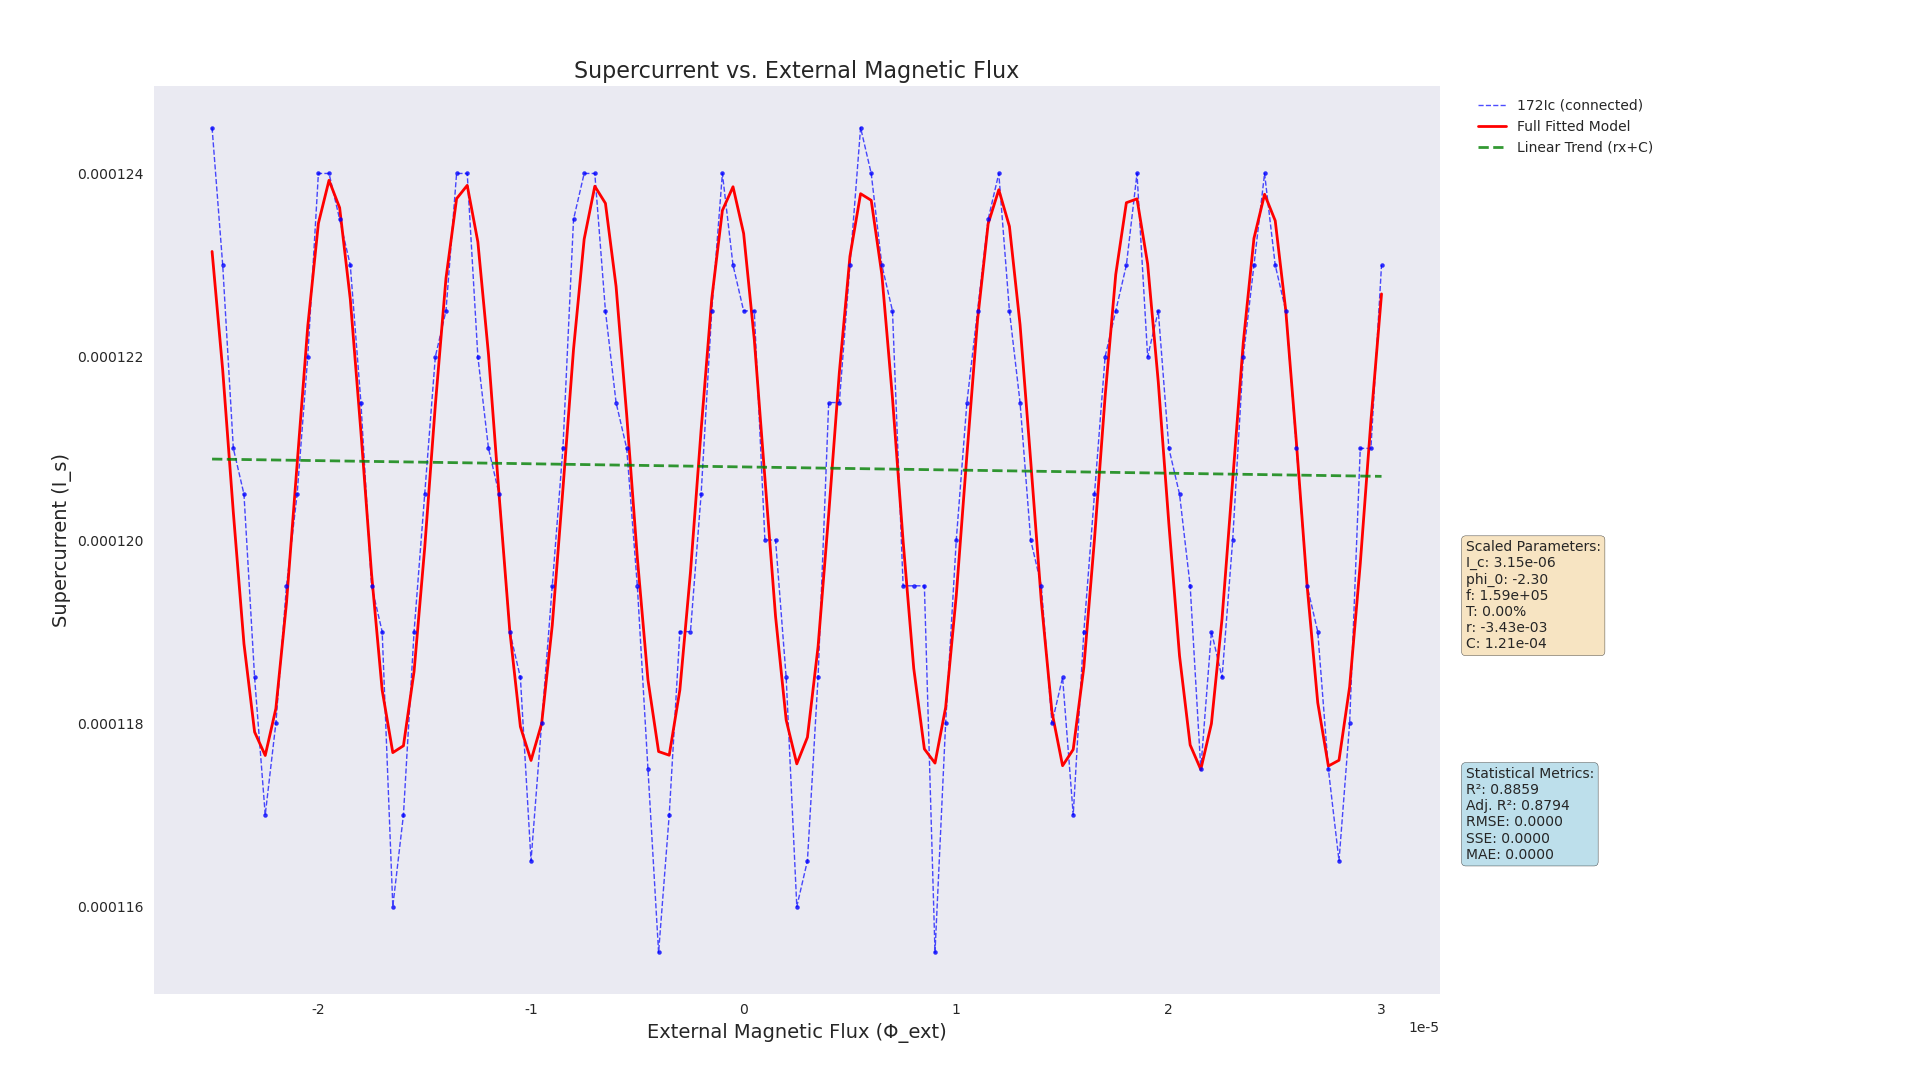 Supercurrent vs. External Magnetic Flux
172Ic (connected)
Full Fitted Model
Linear Trend (rx+C)
0.000124
0.000122
0.000120
0.000118
0.000116
Supercurrent (I_s)
-2
-1
0
1
2
3
1e-5
External Magnetic Flux (Φ_ext)
Scaled Parameters:
I_c: 3.15e-06
phi_0: -2.30
f: 1.59e+05
T: 0.00%
r: -3.43e-03
C: 1.21e-04
Statistical Metrics:
R²: 0.8859
Adj. R²: 0.8794
RMSE: 0.0000
SSE: 0.0000
MAE: 0.0000